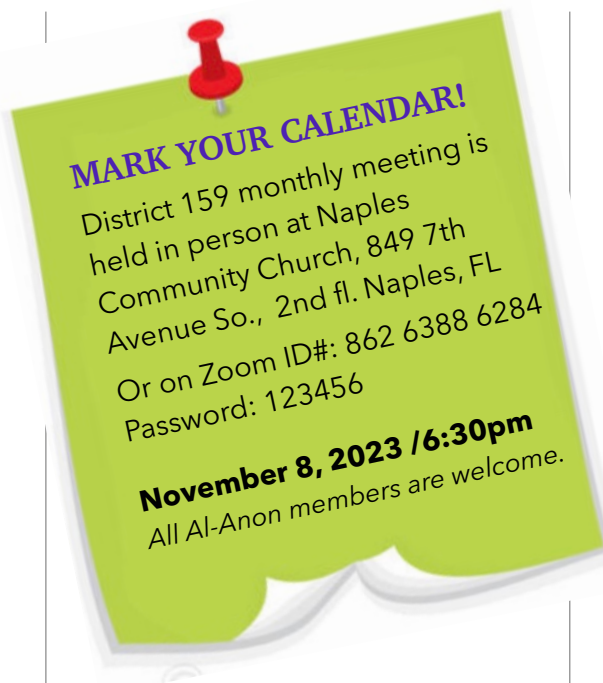 MARK YOUR CALENDAR!
District 159 monthly meeting is
held in person at Naples
Community Church, 849 7th
Avenue So., 2nd fl. Naples, FL
Or on Zoom ID#: 862 6388 6284
Password: 123456
November 8, 2023 /6:30pm
All Al-Anon members are welcome.